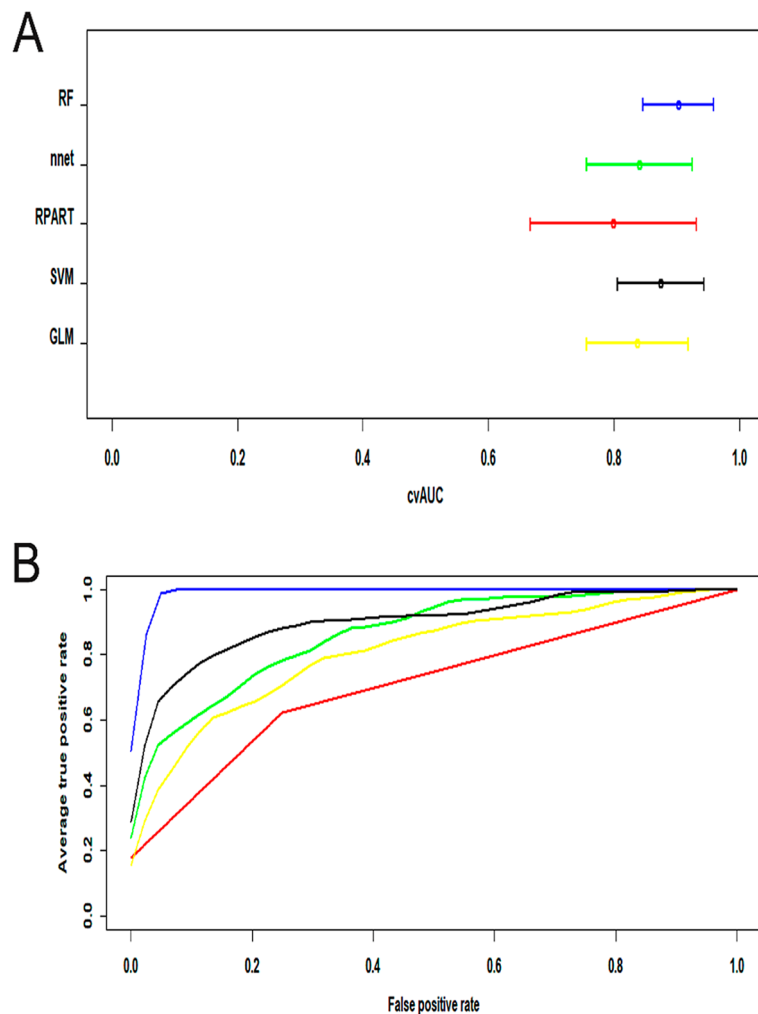 A
RF
nnet
RPART
SVM
GLM
0.0 0.2 0.4 0.6 0.8 1.0
cvAUC
B
1.0
0.8
0.6
0.4
0.2
0.0
Average true positive rate
0.0 0.2 0.4 0.6 0.8 1.0
False positive rate